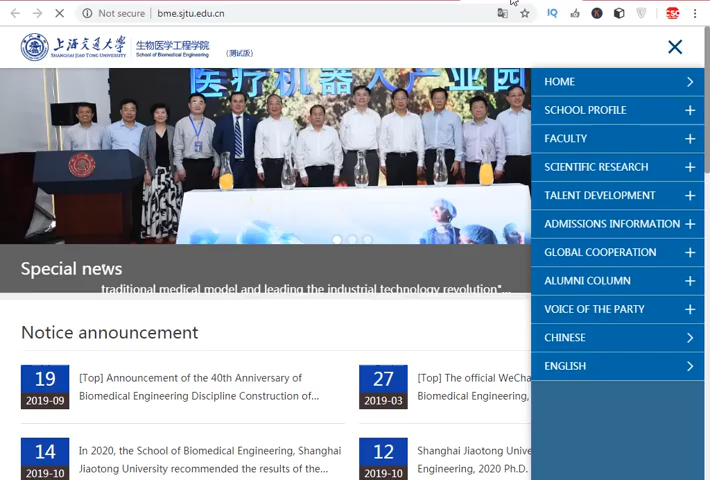 Not secure | bme.sjtu.edu.cn
上海交通大学
SHANGHAI JIAO TONG UNIVERSITY
生物医学工程学院
School of Biomedical Engineering
(测试版)
医疗机器人产业园
HOME
SCHOOL PROFILE
FACULTY
SCIENTIFIC RESEARCH
TALENT DEVELOPMENT
ADMISSIONS INFORMATION
GLOBAL COOPERATION
ALUMNI COLUMN
VOICE OF THE PARTY
CHINESE
ENGLISH
Special news
traditional medical model and leading the industrial technology revolution"...
Notice announcement
19
2019-09
[Top] Announcement of the 40th Anniversary of
Biomedical Engineering Discipline Construction of...
27
2019-03
[Top] The official WeCha
Biomedical Engineering,
14
2019-10
In 2020, the School of Biomedical Engineering, Shanghai
Jiaotong University recommended the results of the...
12
2019-10
Shanghai Jiaotong Unive
Engineering, 2020 Ph.D.